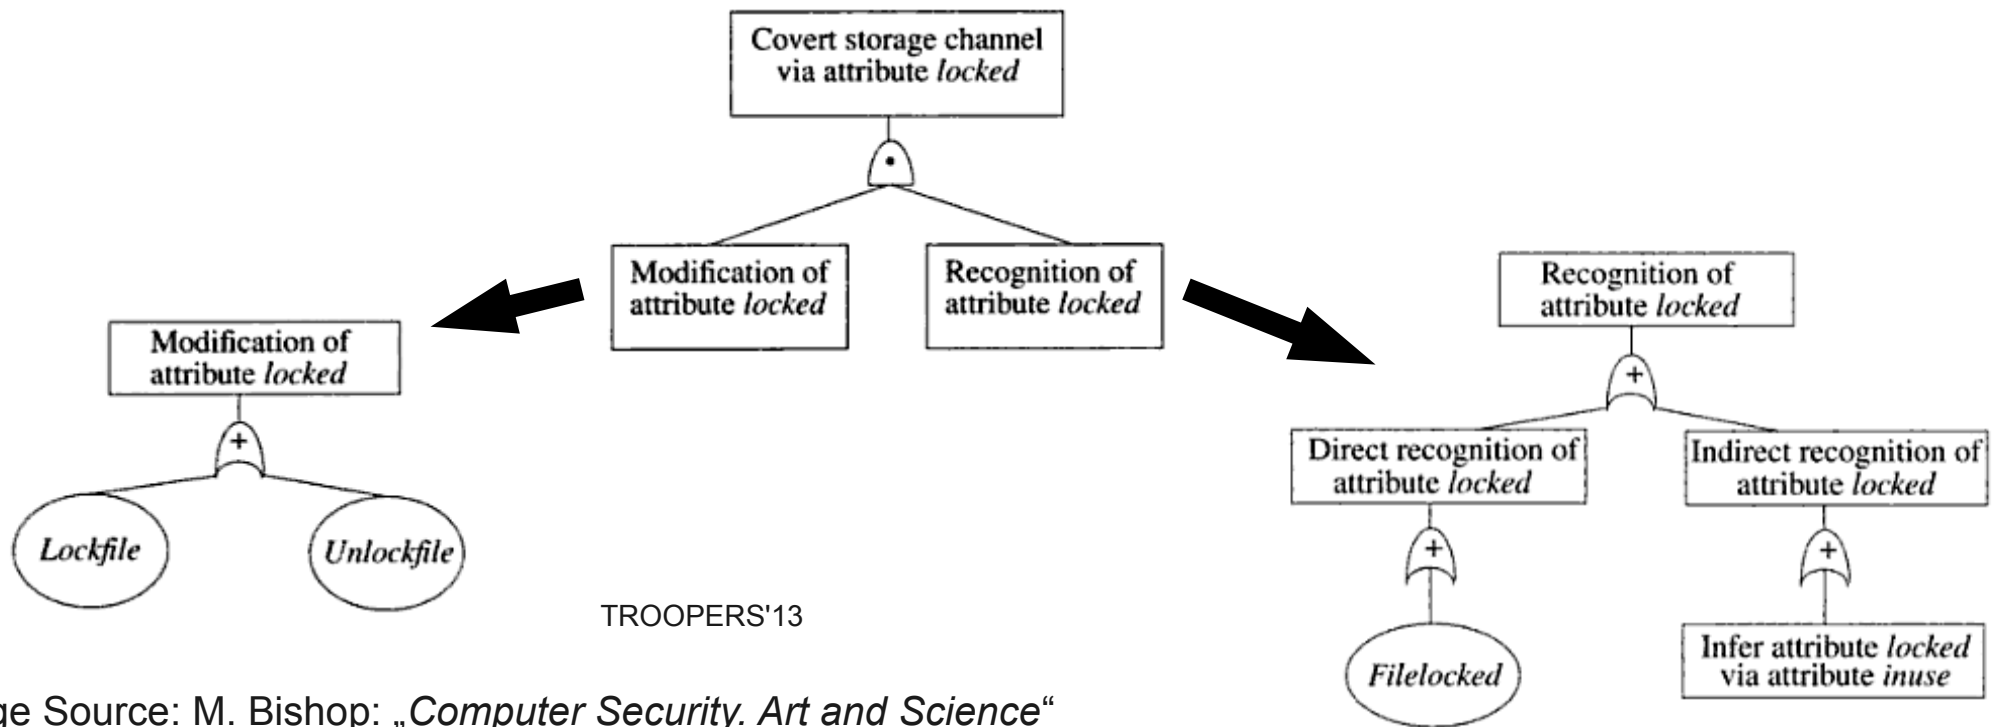 Covert storage channel
via attribute locked
Modification of
attribute locked
Recognition of
attribute locked
Modification of
attribute locked
+
Lockfile
Unlockfile
Recognition of
attribute locked
+
Direct recognition of
attribute locked
Indirect recognition of
attribute locked
+
+
Filelocked
Infer attribute locked
via attribute inuse
TROOPERS'13
ge Source: M. Bishop: „Computer Security. Art and Science“